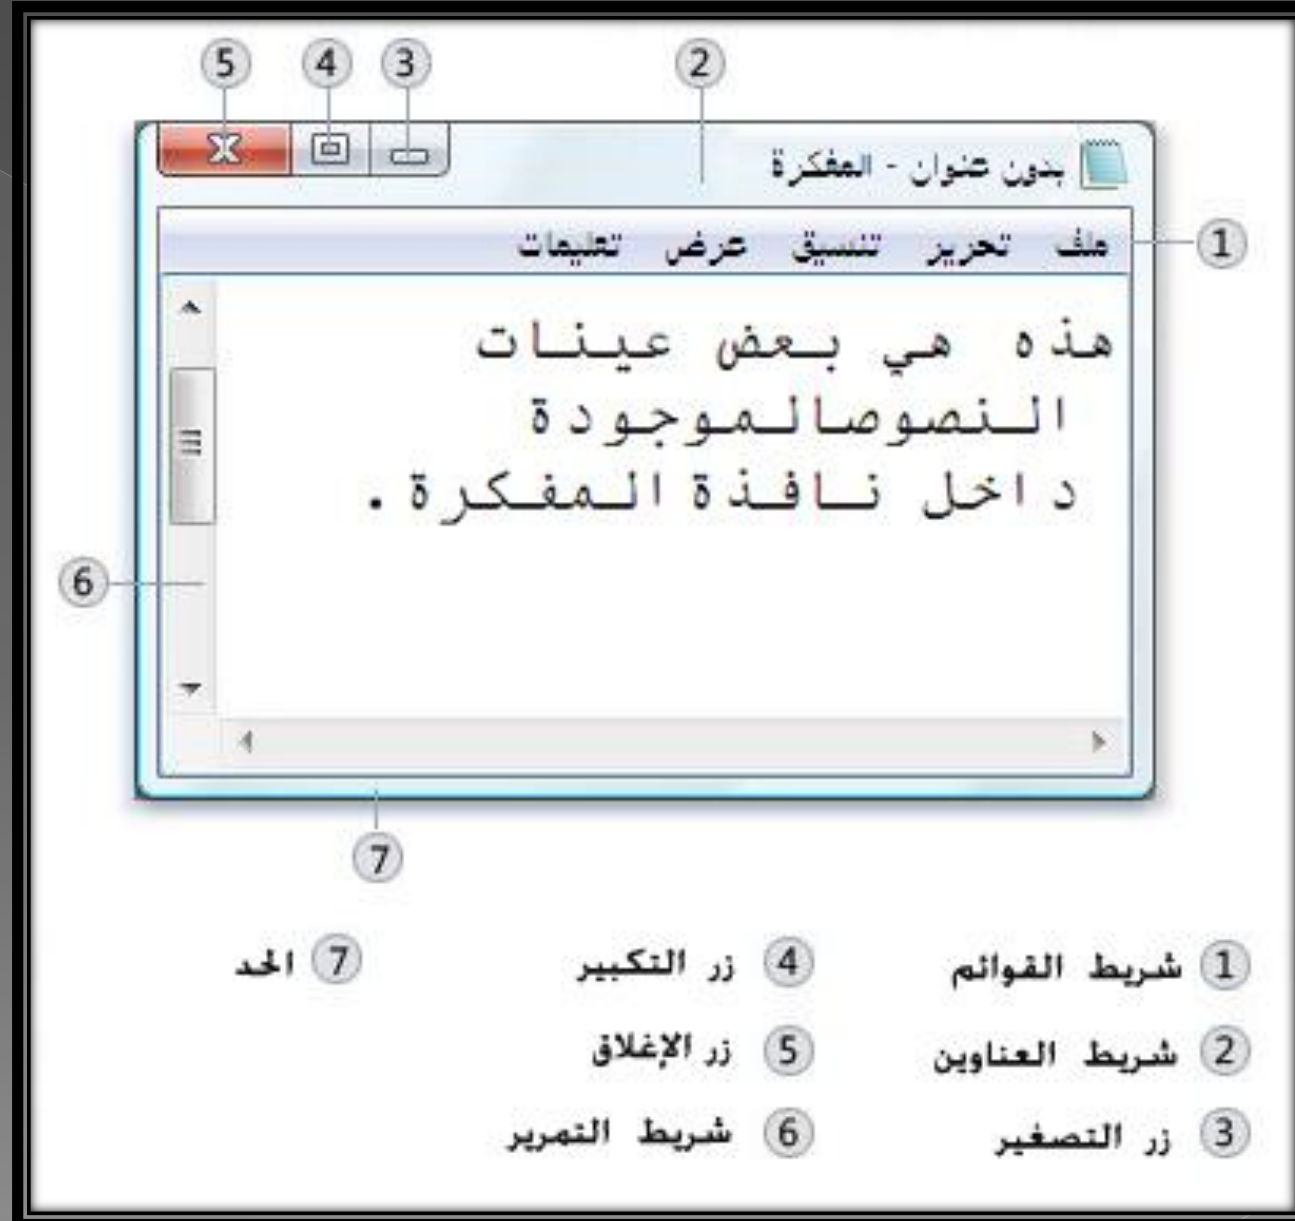 5 4 3 2
بدون عنوان - المفكرة
ملف تحرير تنسيق عرض تعليمات
1
هذه هي بعض عينات
النصوصالموجودة
داخل نافذة المفكرة.
6
7
1 شريط القوائم
2 شريط العناوين
3 زر التصغير
4 زر التكبير
5 زر الإغلاق
6 شريط التمرير
7 الحد